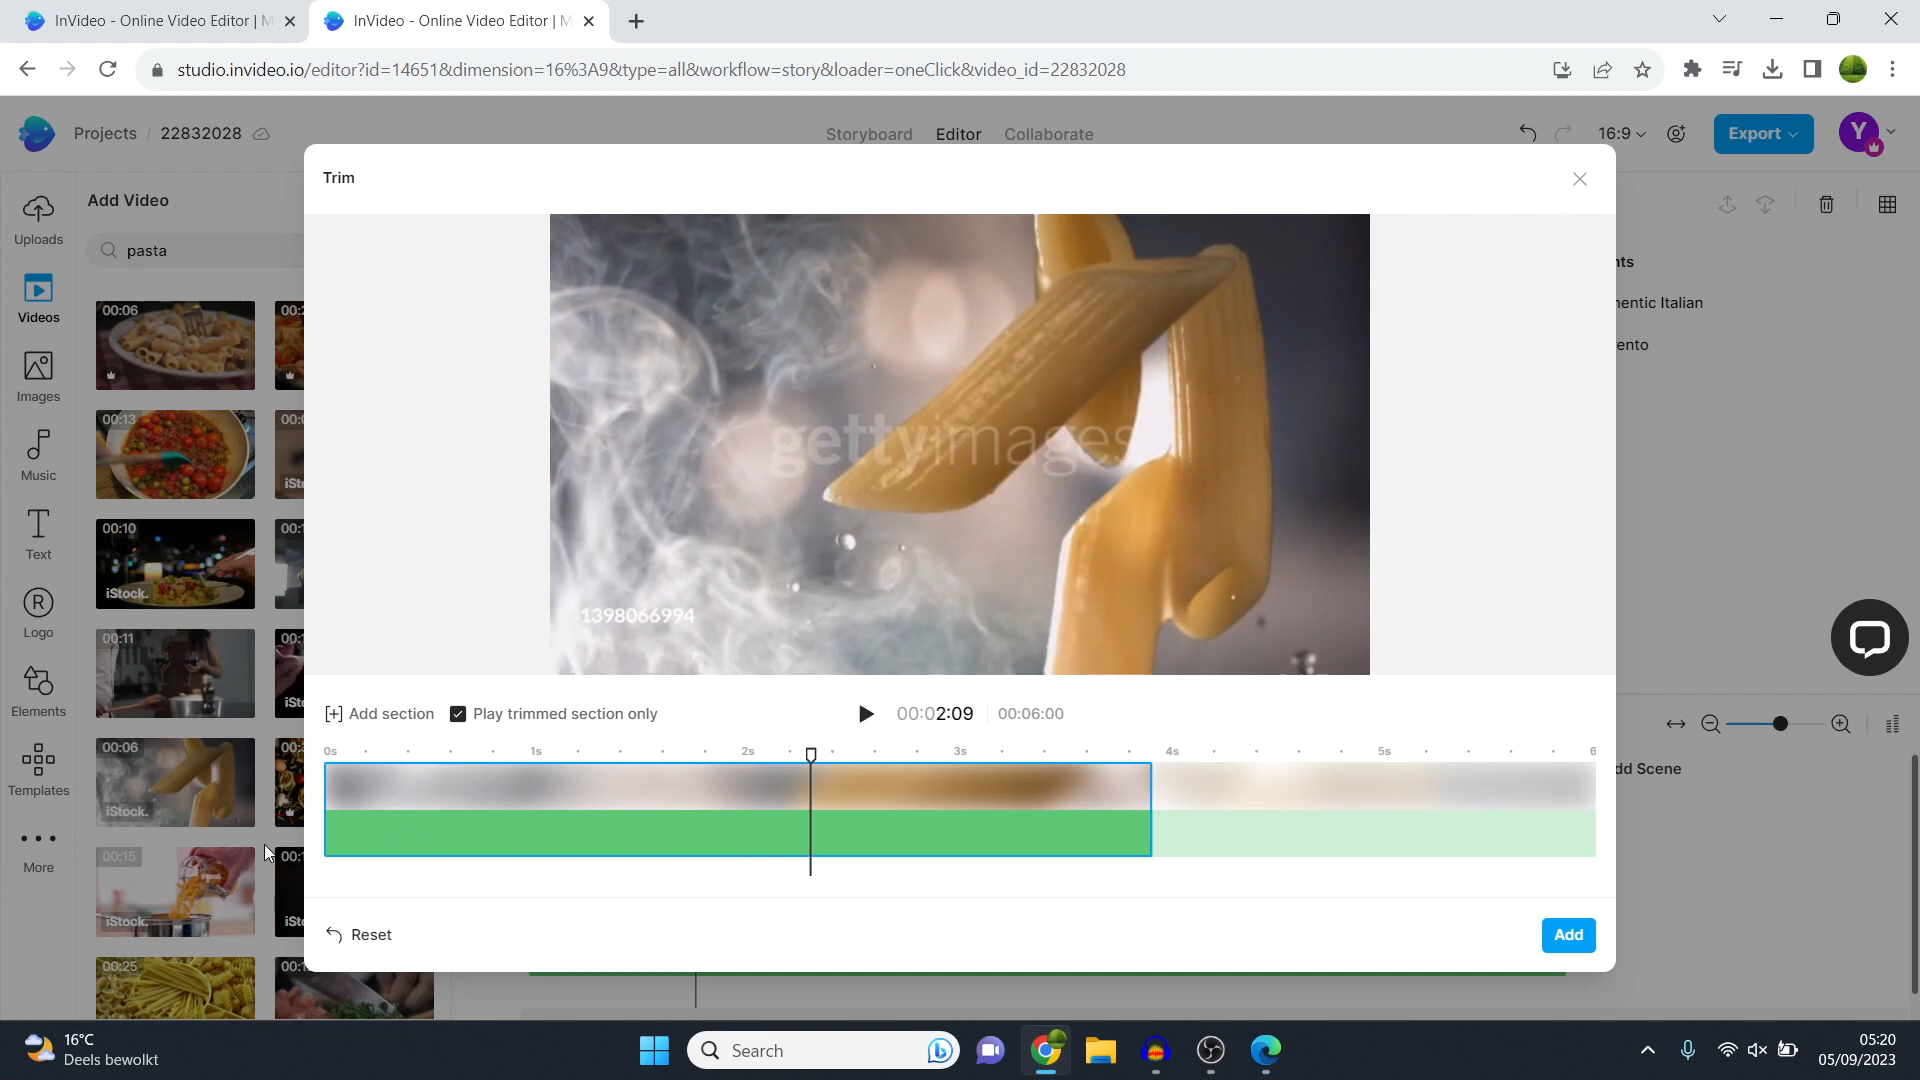 InVideo - Online Video Editor | M
InVideo - Online Video Editor | M
studio.invideo.io/editor?id=14651&dimension=16%3A9&type=all&workflow=story&loader=oneClick&video_id=22832028
Projects / 22832028
Storyboard Editor Collaborate
16:9
Export
Y
Uploads
Videos
Images
Music
Text
Logo
Elements
Templates
More
Add Video
pasta
00:06
00:13
00:10
iStock.
00:11
00:06
iStock.
00:15
iStock.
00:25
Trim
gettyimages
1398066994
Add section
Play trimmed section only
00:02:09
00:06:00
0s 1s 2s 3s 4s 5s 6
Reset
Add
nts
hentic Italian
ento
dd Scene
16°C
Deels bewolkt
Search
05:20
05/09/2023